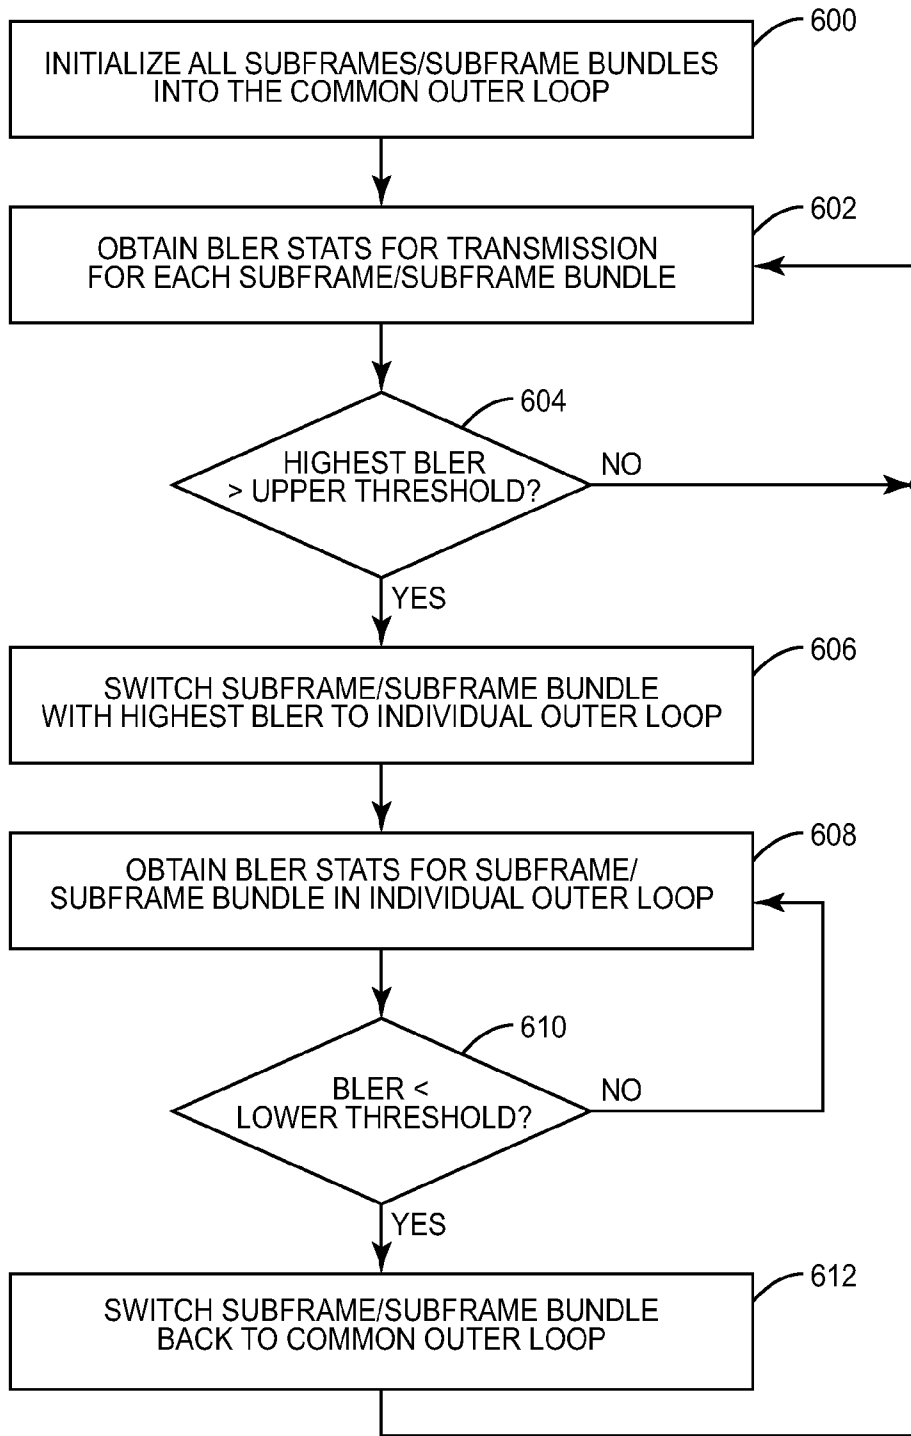 600
INITIALIZE ALL SUBFRAMES/SUBFRAME BUNDLES
INTO THE COMMON OUTER LOOP
602
OBTAIN BLER STATS FOR TRANSMISSION
FOR EACH SUBFRAME/SUBFRAME BUNDLE
604
HIGHEST BLER
> UPPER THRESHOLD?
NO
YES
606
SWITCH SUBFRAME/SUBFRAME BUNDLE
WITH HIGHEST BLER TO INDIVIDUAL OUTER LOOP
608
OBTAIN BLER STATS FOR SUBFRAME/
SUBFRAME BUNDLE IN INDIVIDUAL OUTER LOOP
610
BLER <
LOWER THRESHOLD?
NO
YES
612
SWITCH SUBFRAME/SUBFRAME BUNDLE
BACK TO COMMON OUTER LOOP